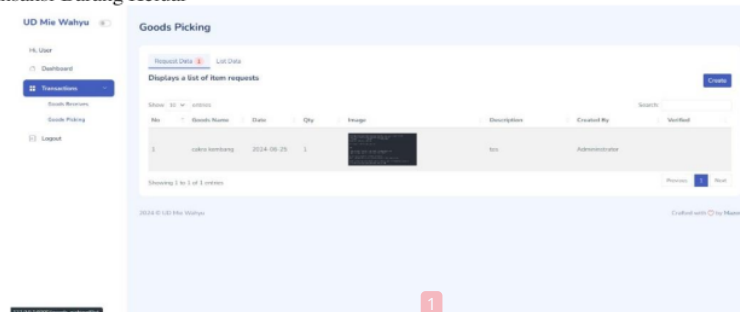 UD Mie Wahyu
Goods Picking
Hi, User
Dashboard
Transactions
Goods Receives
Goods Picking
Logout
Request Data 1 List Data
Displays a list of item requests
Create
Show 10 entries
Search:
No Goods Name Date Qty Image Description Created By Verified
1 cakra kembang 2024-06-25 1 tes Administrator
Showing 1 to 1 of 1 entries
Previous 1 Next
2024 © UD Mie Wahyu
Crafted with by
1